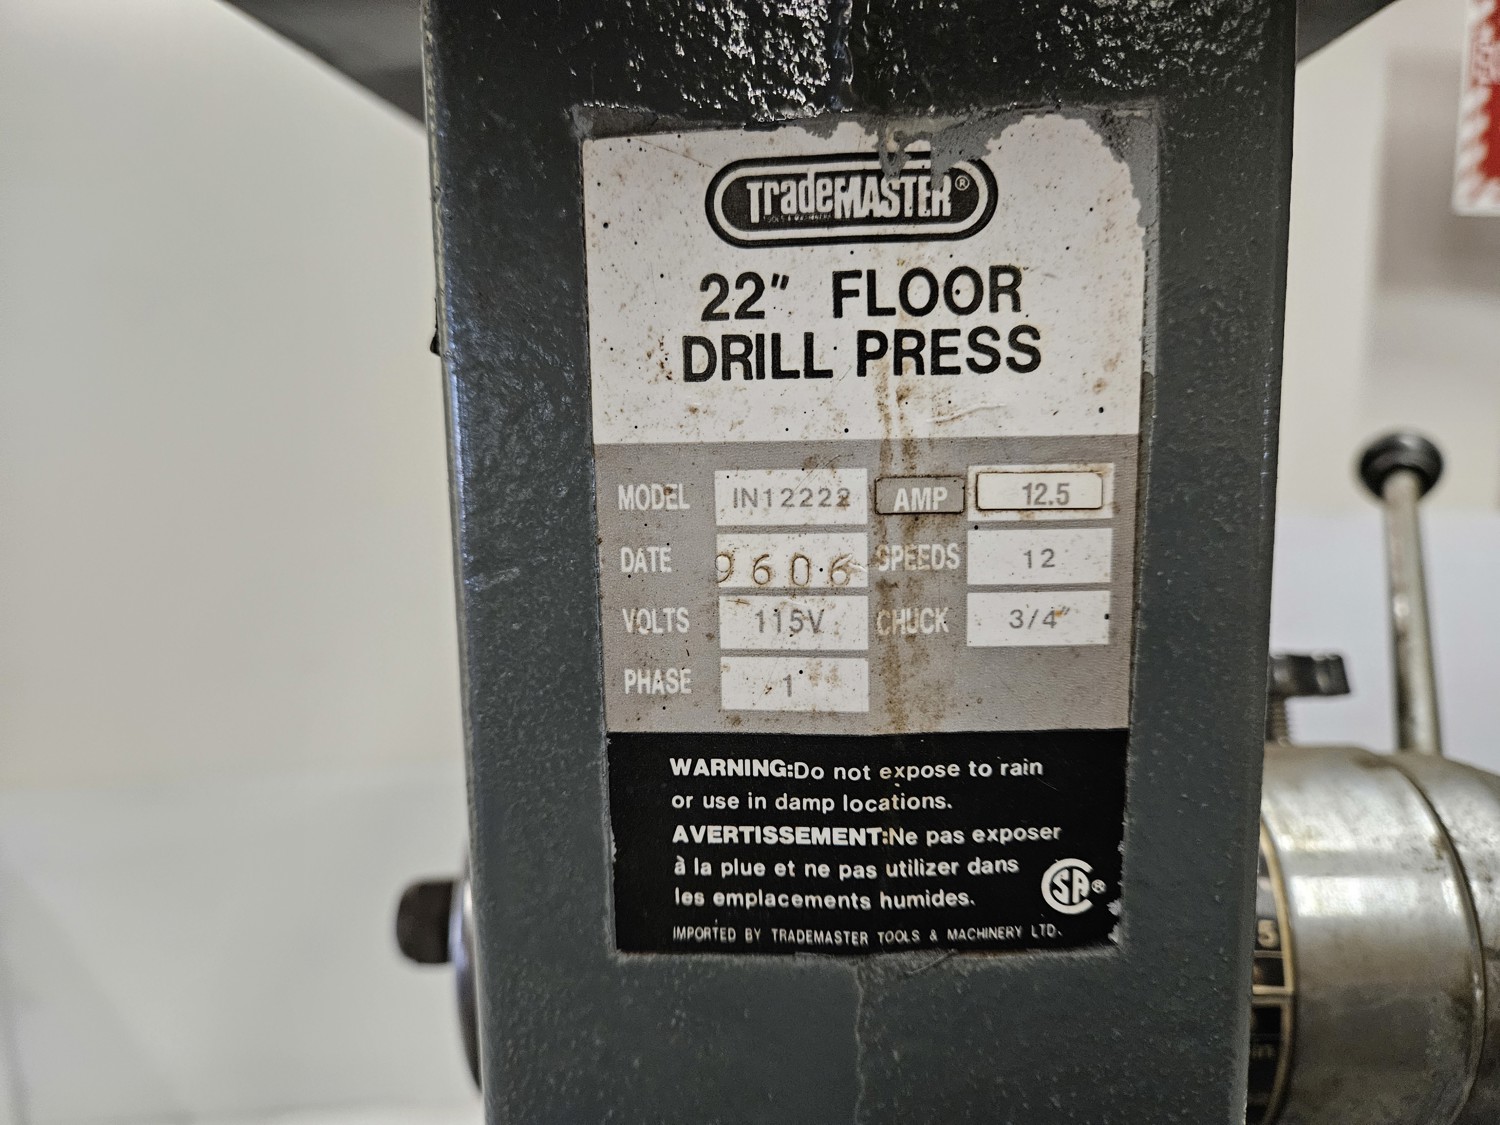 TradeMASTER®
22" FLOOR
DRILL PRESS
MODEL IN12222 AMP 12.5
DATE 9606 SPEEDS 12
VOLTS 115V CHUCK 3/4"
PHASE 1
WARNING:Do not expose to rain
or use in damp locations.
AVERTISSEMENT:Ne pas exposer
à la plue et ne pas utilizer dans
les emplacements humides.
SA®
IMPORTED BY TRADEMASTER TOOLS & MACHINERY LTD.
5